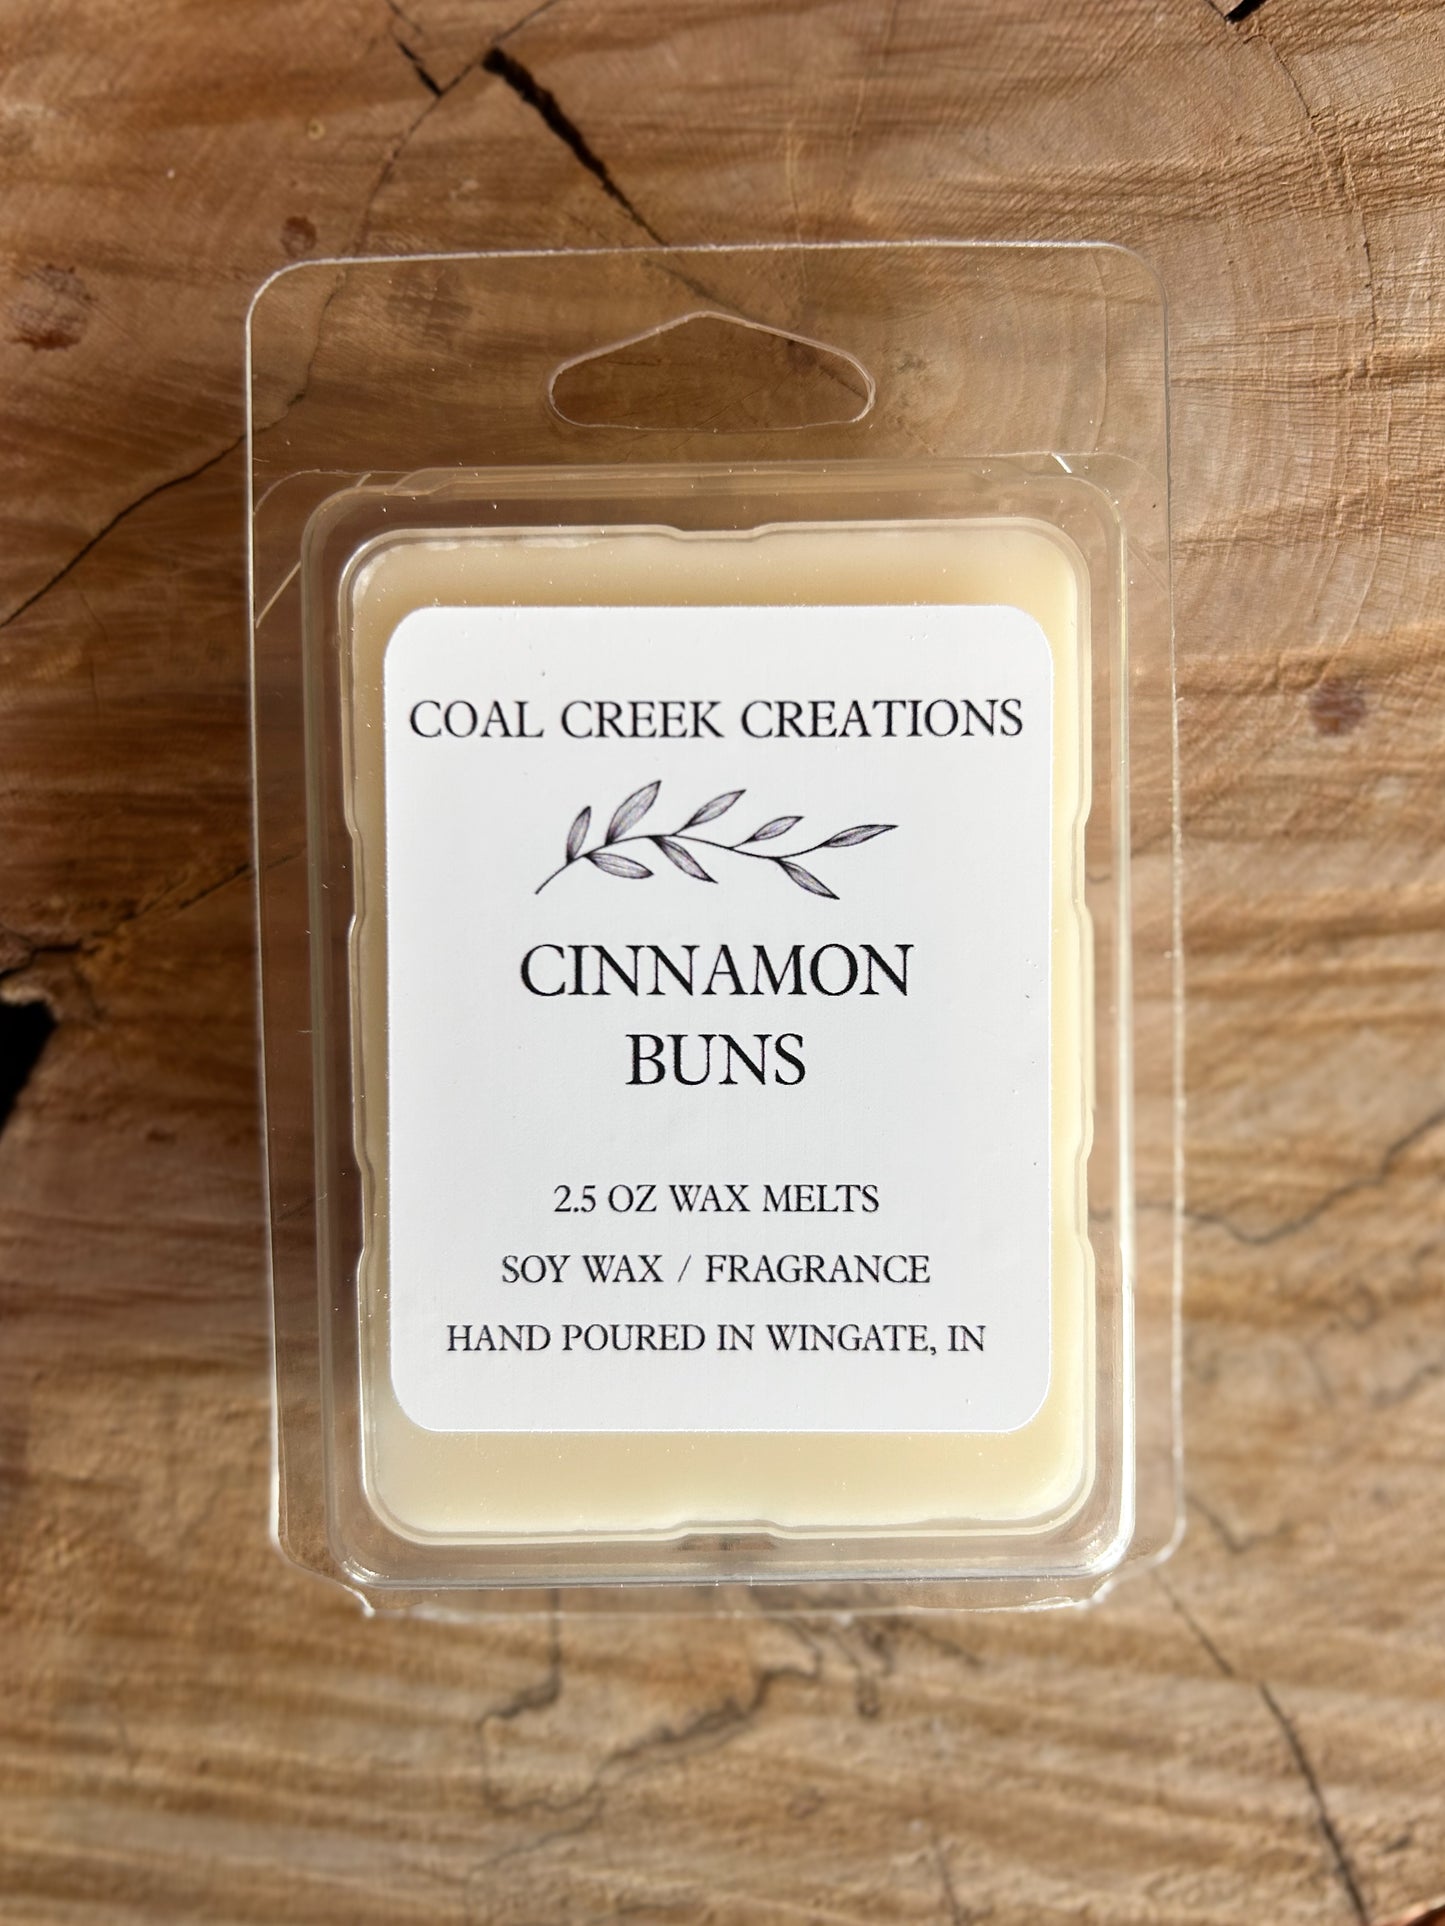 COAL CREEK CREATIONS
CINNAMON
BUNS
2.5 OZ WAX MELTS
SOY WAX / FRAGRANCE
HAND POURED IN WINGATE, IN